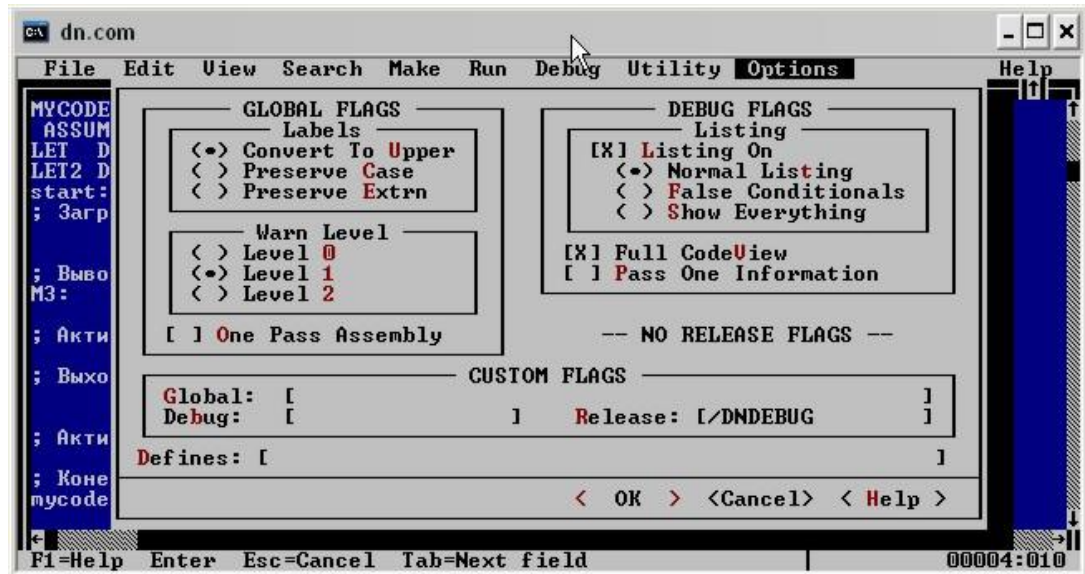 dn.com
File Edit View Search Make Run Debug Utility Options Help
MYCODE
ASSUM
LET D
LET2 D
start:
; Загр
; Выво
M3:
; Акти
; Выхо
; Акти
; Коне
mycode
GLOBAL FLAGS
Labels
(•) Convert To Upper
( ) Preserve Case
( ) Preserve Extrn
Warn Level
( ) Level 0
(•) Level 1
( ) Level 2
[ ] One Pass Assembly
DEBUG FLAGS
Listing
[X] Listing On
(•) Normal Listing
( ) False Conditionals
( ) Show Everything
[X] Full CodeView
[ ] Pass One Information
-- NO RELEASE FLAGS --
CUSTOM FLAGS
Global: [ ]
Debug: [ ] Release: [/DNDEBUG ]
Defines: [ ]
< OK > <Cancel> < Help >
F1=Help Enter Esc=Cancel Tab=Next field 00004:010